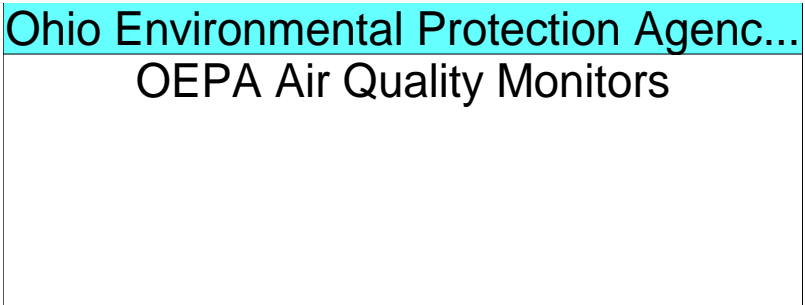 Ohio Environmental Protection Agenc...
OEPA Air Quality Monitors